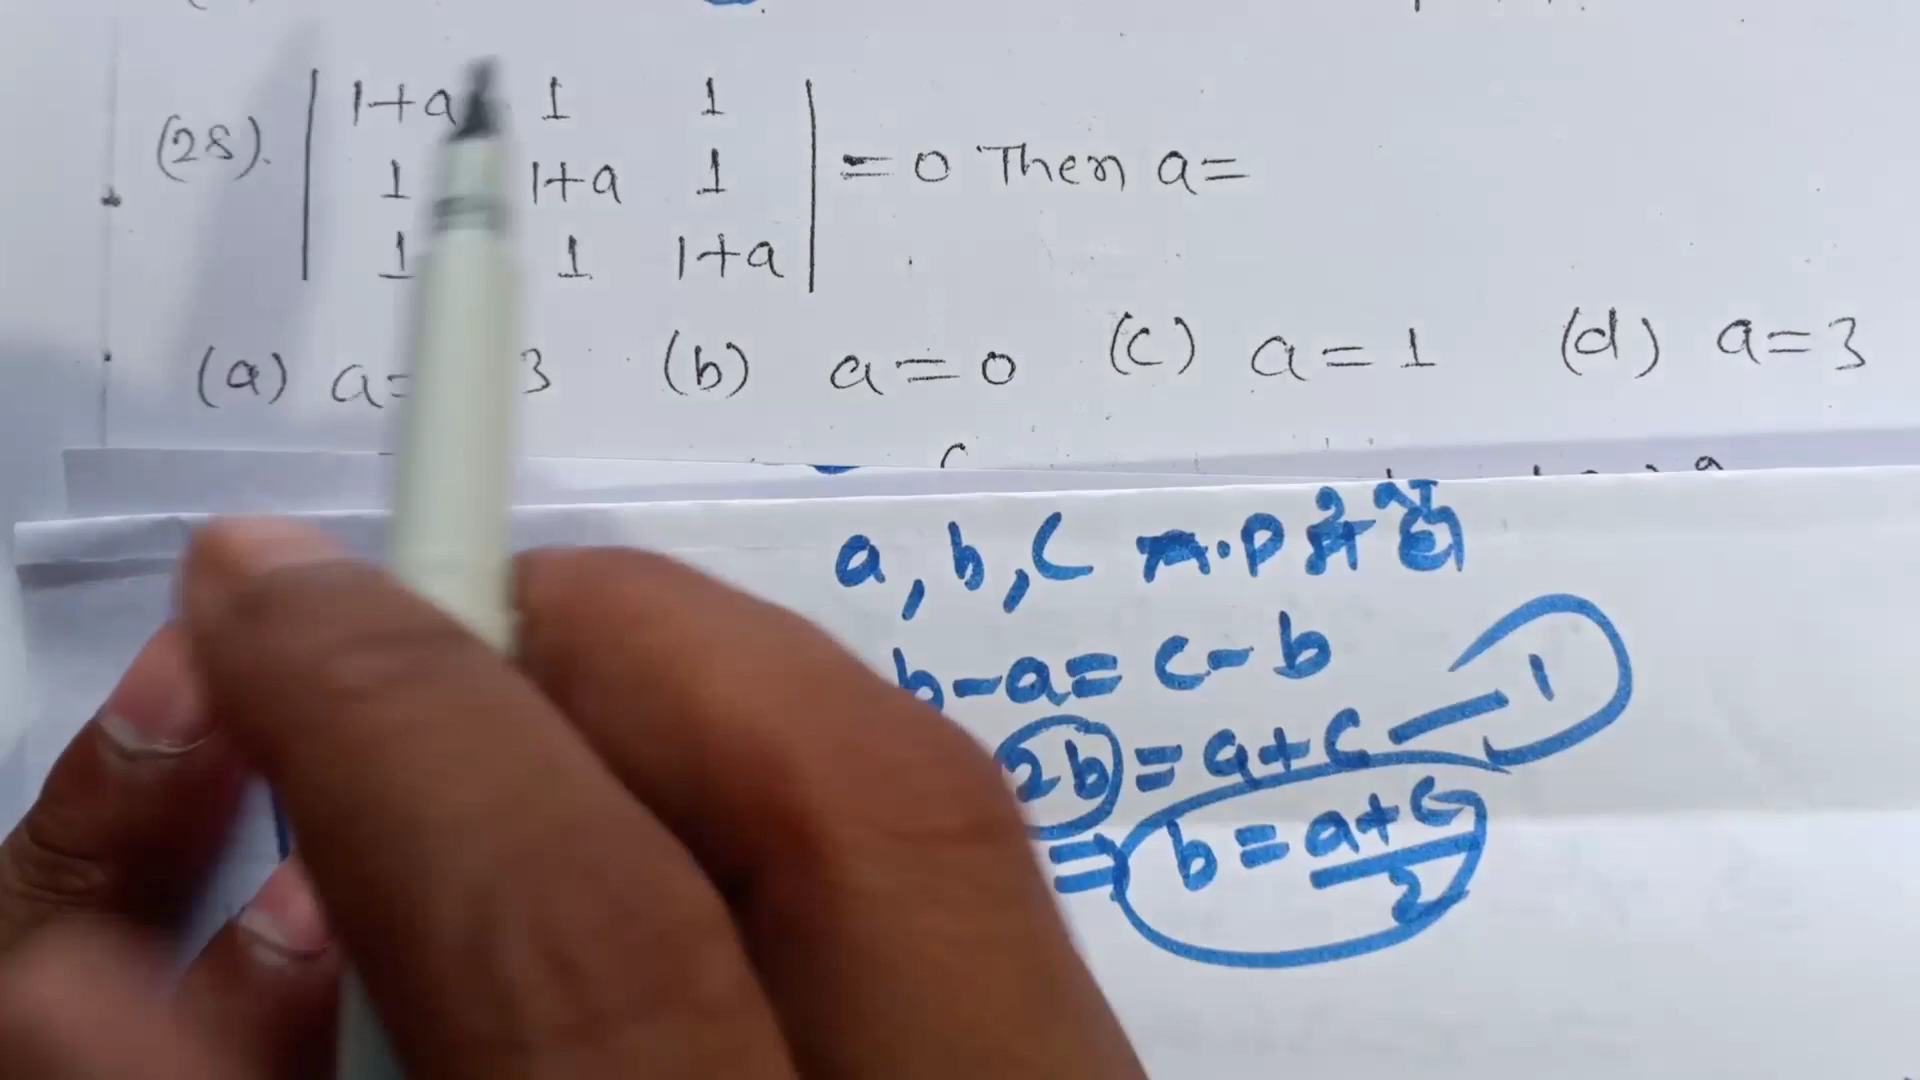 (28). | 1+a 1 1 |
| 1 1+a 1 | = 0 Then a=
| 1 1 1+a |
(a) a= 3 (b) a=0 (c) a=1 (d) a=3
a, b, c A.P
b-a=c-b
2b=a+c — 1
⇒ b=a+c/2